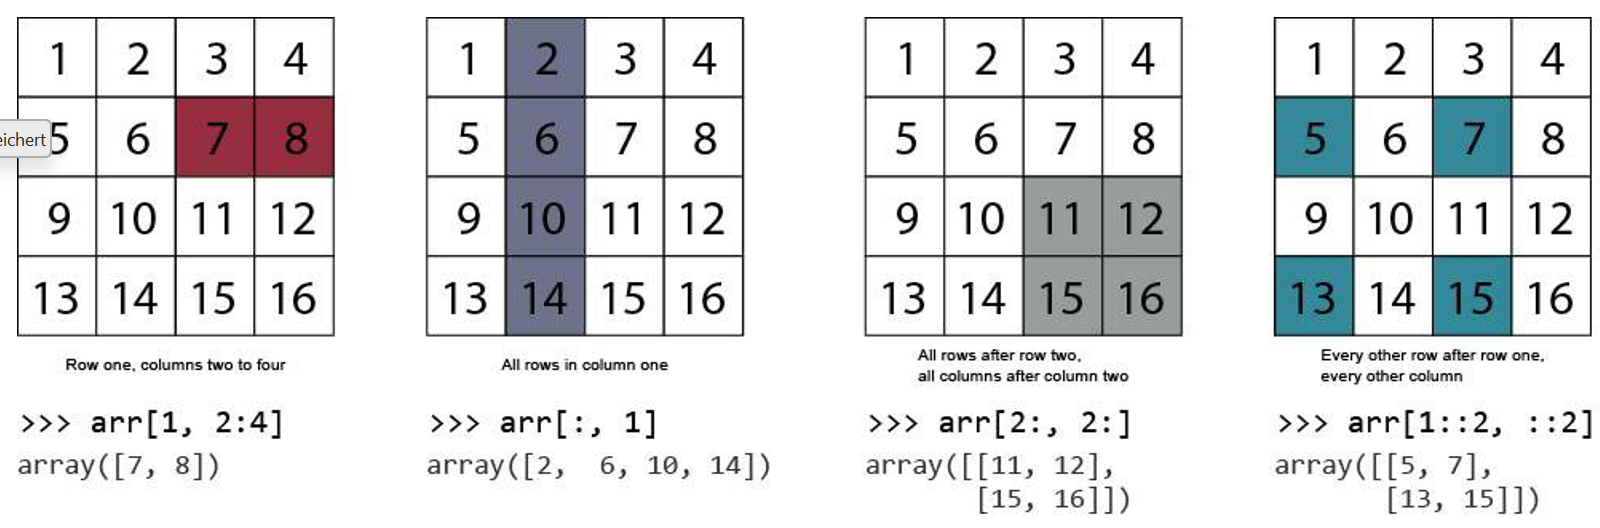 1 2 3 4
5 6 7 8
9 10 11 12
13 14 15 16
eichert
Row one, columns two to four
>>> arr[1, 2:4]
array([7, 8])
1 2 3 4
5 6 7 8
9 10 11 12
13 14 15 16
All rows in column one
>>> arr[:, 1]
array([2,  6, 10, 14])
1 2 3 4
5 6 7 8
9 10 11 12
13 14 15 16
All rows after row two,
all columns after column two
>>> arr[2:, 2:]
array([[11, 12],
[15, 16]])
1 2 3 4
5 6 7 8
9 10 11 12
13 14 15 16
Every other row after row one,
every other column
>>> arr[1::2, ::2]
array([[5, 7],
[13, 15]])